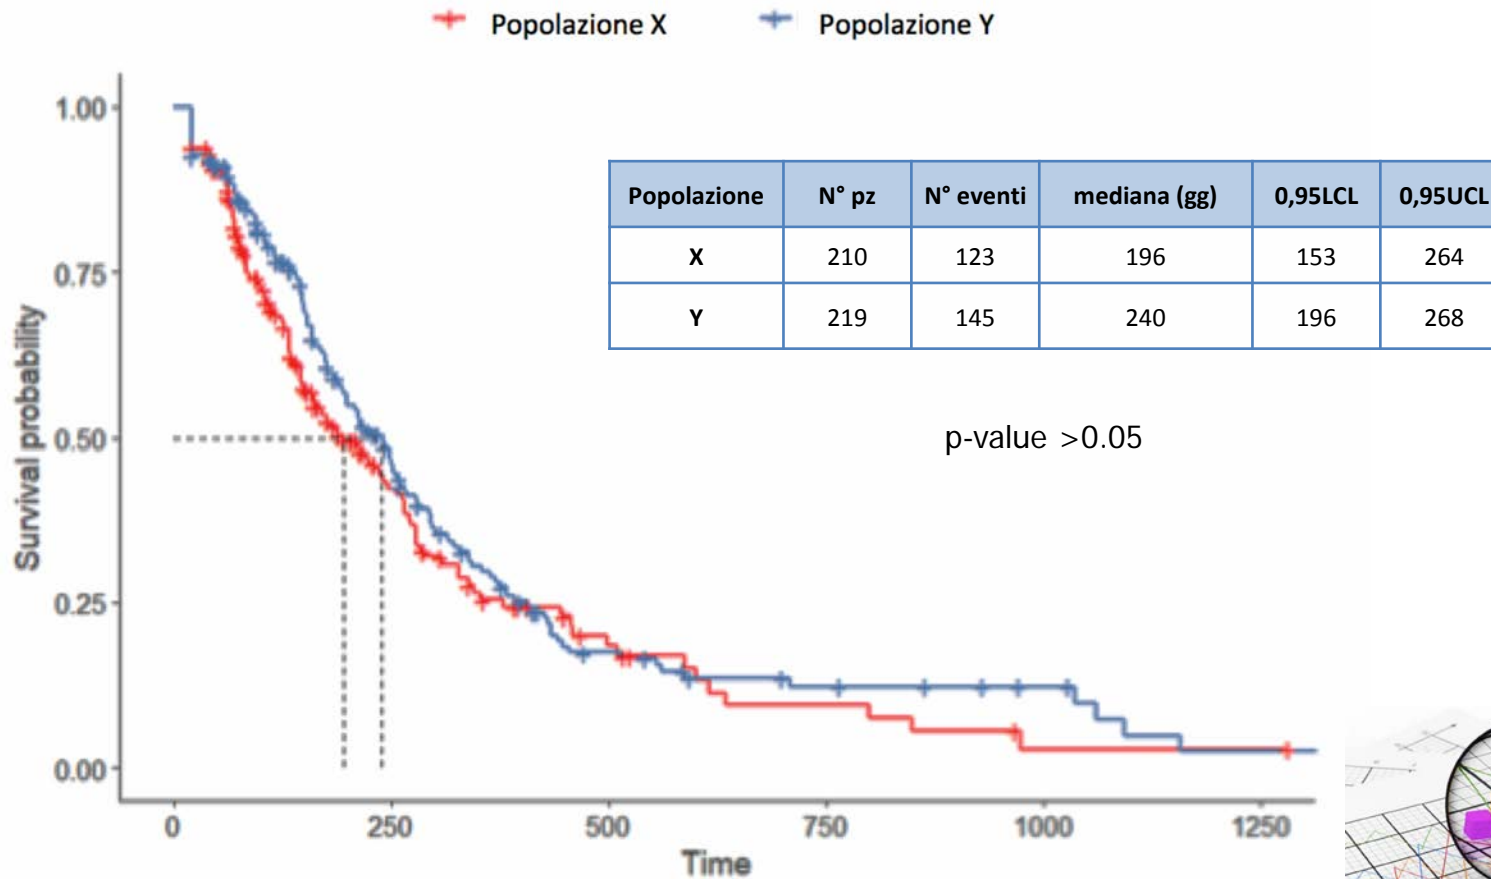 Popolazione X Popolazione Y
Survival probability
1.00
0.75
0.50
0.25
0.00
Popolazione N° pz N° eventi mediana (gg) 0,95LCL 0,95UCL
X 210 123 196 153 264
Y 219 145 240 196 268
p-value >0.05
0 250 500 750 1000 1250
Time